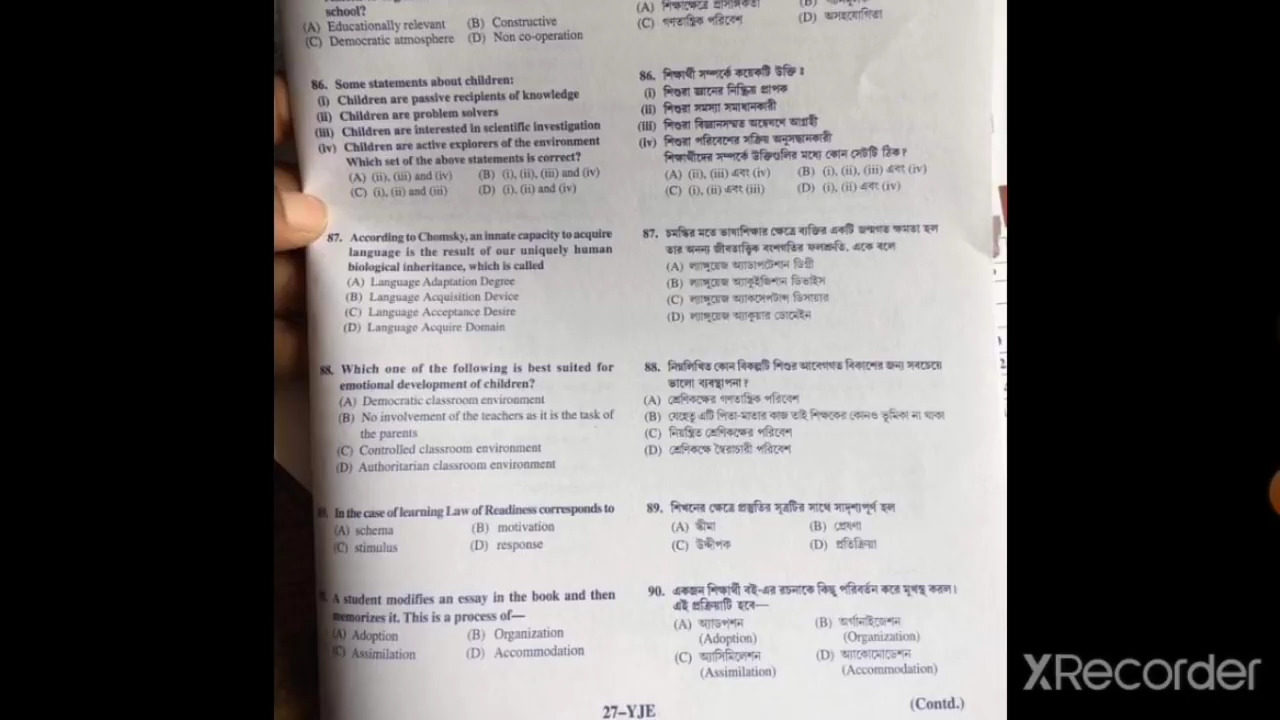 school?
(A) Educationally relevant (B) Constructive
(C) Democratic atmosphere (D) Non co-operation
86. Some statements about children:
(i) Children are passive recipients of knowledge
(ii) Children are problem solvers
(iii) Children are interested in scientific investigation
(iv) Children are active explorers of the environment
Which set of the above statements is correct?
(A) (ii), (iii) and (iv) (B) (i), (ii), (iii) and (iv)
(C) (i), (ii) and (iii) (D) (i), (ii) and (iv)
87. According to Chomsky, an innate capacity to acquire
language is the result of our uniquely human
biological inheritance, which is called
(A) Language Adaptation Degree
(B) Language Acquisition Device
(C) Language Acceptance Desire
(D) Language Acquire Domain
88. Which one of the following is best suited for
emotional development of children?
(A) Democratic classroom environment
(B) No involvement of the teachers as it is the task of
the parents
(C) Controlled classroom environment
(D) Authoritarian classroom environment
In the case of learning Law of Readiness corresponds to
(A) schema (B) motivation
(C) stimulus (D) response
A student modifies an essay in the book and then
memorizes it. This is a process of—
(A) Adoption (B) Organization
(C) Assimilation (D) Accommodation
(A) শিক্ষাক্ষেত্রে প্রাসঙ্গিকতা (B)
(C) গণতান্ত্রিক পরিবেশ (D) অসহযোগিতা
86. শিক্ষার্থী সম্পর্কে কয়েকটি উক্তি :
(i) শিশুরা জ্ঞানের নিষ্ক্রিয় প্রাপক
(ii) শিশুরা সমস্যা সমাধানকারী
(iii) শিশুরা বিজ্ঞানসম্মত অন্বেষণে আগ্রহী
(iv) শিশুরা পরিবেশের সক্রিয় অনুসন্ধানকারী
শিক্ষার্থীদের সম্পর্কে উক্তিগুলির মধ্যে কোন সেটটি ঠিক?
(A) (ii), (iii) এবং (iv) (B) (i), (ii), (iii) এবং (iv)
(C) (i), (ii) এবং (iii) (D) (i), (ii) এবং (iv)
87. চমস্কির মতে ভাষাশিক্ষার ক্ষেত্রে ব্যক্তির একটি জন্মগত ক্ষমতা হল
তার অনন্য জীবতাত্ত্বিক বংশগতির ফলশ্রুতি, একে বলে
(A) ল্যাঙ্গুয়েজ অ্যাডাপটেশান ডিগ্রী
(B) ল্যাঙ্গুয়েজ অ্যাকুইজিশান ডিভাইস
(C) ল্যাঙ্গুয়েজ অ্যাকসেপটান্স ডিসায়ার
(D) ল্যাঙ্গুয়েজ অ্যাকুয়ার ডোমেইন
88. নিম্নলিখিত কোন বিকল্পটি শিশুর আবেগগত বিকাশের জন্য সবচেয়ে
ভালো ব্যবস্থাপনা?
(A) শ্রেণিকক্ষের গণতান্ত্রিক পরিবেশ
(B) যেহেতু এটি পিতা-মাতার কাজ তাই শিক্ষকের কোনও ভূমিকা না থাকা
(C) নিয়ন্ত্রিত শ্রেণিকক্ষের পরিবেশ
(D) শ্রেণিকক্ষে স্বৈরাচারী পরিবেশ
89. শিখনের ক্ষেত্রে প্রস্তুতির সূত্রটির সাথে সাদৃশ্যপূর্ণ হল
(A) স্কীমা (B) প্রেষণা
(C) উদ্দীপক (D) প্রতিক্রিয়া
90. একজন শিক্ষার্থী বই-এর রচনাকে কিছু পরিবর্তন করে মুখস্থ করল।
এই প্রক্রিয়াটি হবে—
(A) অ্যাডপশন (B) অর্গানাইজেশন
(Adoption) (Organization)
(C) অ্যাসিমিলেশন (D) অ্যাকোমোডেশন
(Assimilation) (Accommodation)
27–YJE
(Contd.)
XRecorder